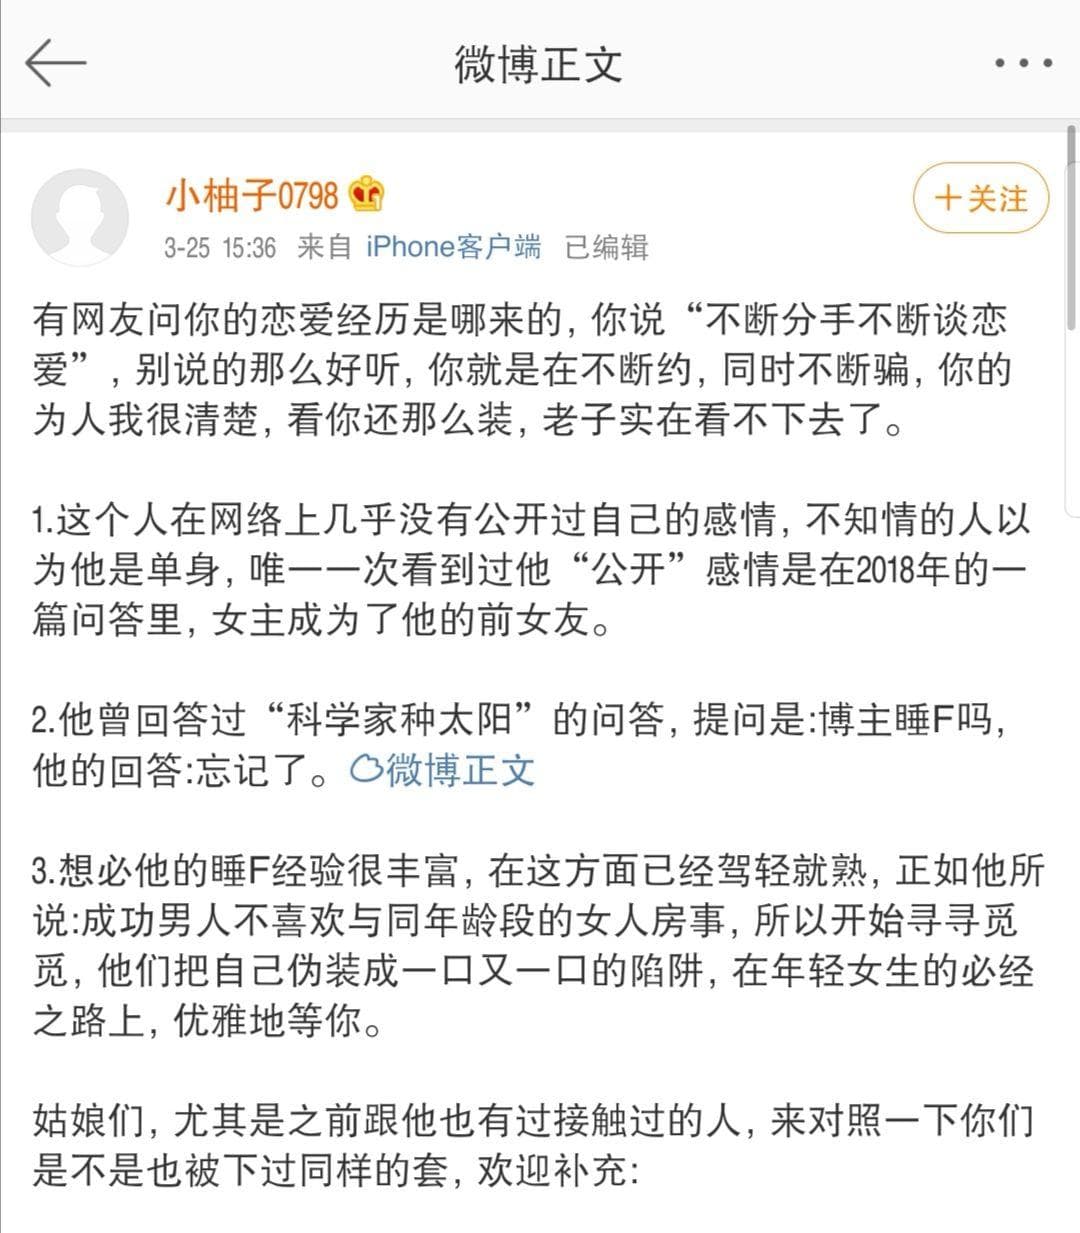 微博正文
小柚子0798
+关注
3-25 15:36 来自 iPhone客户端 已编辑
有网友问你的恋爱经历是哪来的，你说“不断分手不断谈恋
爱”，别说的那么好听，你就是在不断约，同时不断骗，你的
为人我很清楚，看你还那么装，老子实在看不下去了。
1.这个人在网络上几乎没有公开过自己的感情，不知情的人以
为他是单身，唯一一次看到过他“公开”感情是在2018年的一
篇问答里，女主成为了他的前女友。
2.他曾回答过“科学家种太阳”的问答，提问是:博主睡F吗，
他的回答:忘记了。微博正文
3.想必他的睡F经验很丰富，在这方面已经驾轻就熟，正如他所
说:成功男人不喜欢与同年龄段的女人房事，所以开始寻寻觅
觅，他们把自己伪装成一口又一口的陷阱，在年轻女生的必经
之路上，优雅地等你。
姑娘们，尤其是之前跟他也有过接触过的人，来对照一下你们
是不是也被下过同样的套，欢迎补充: